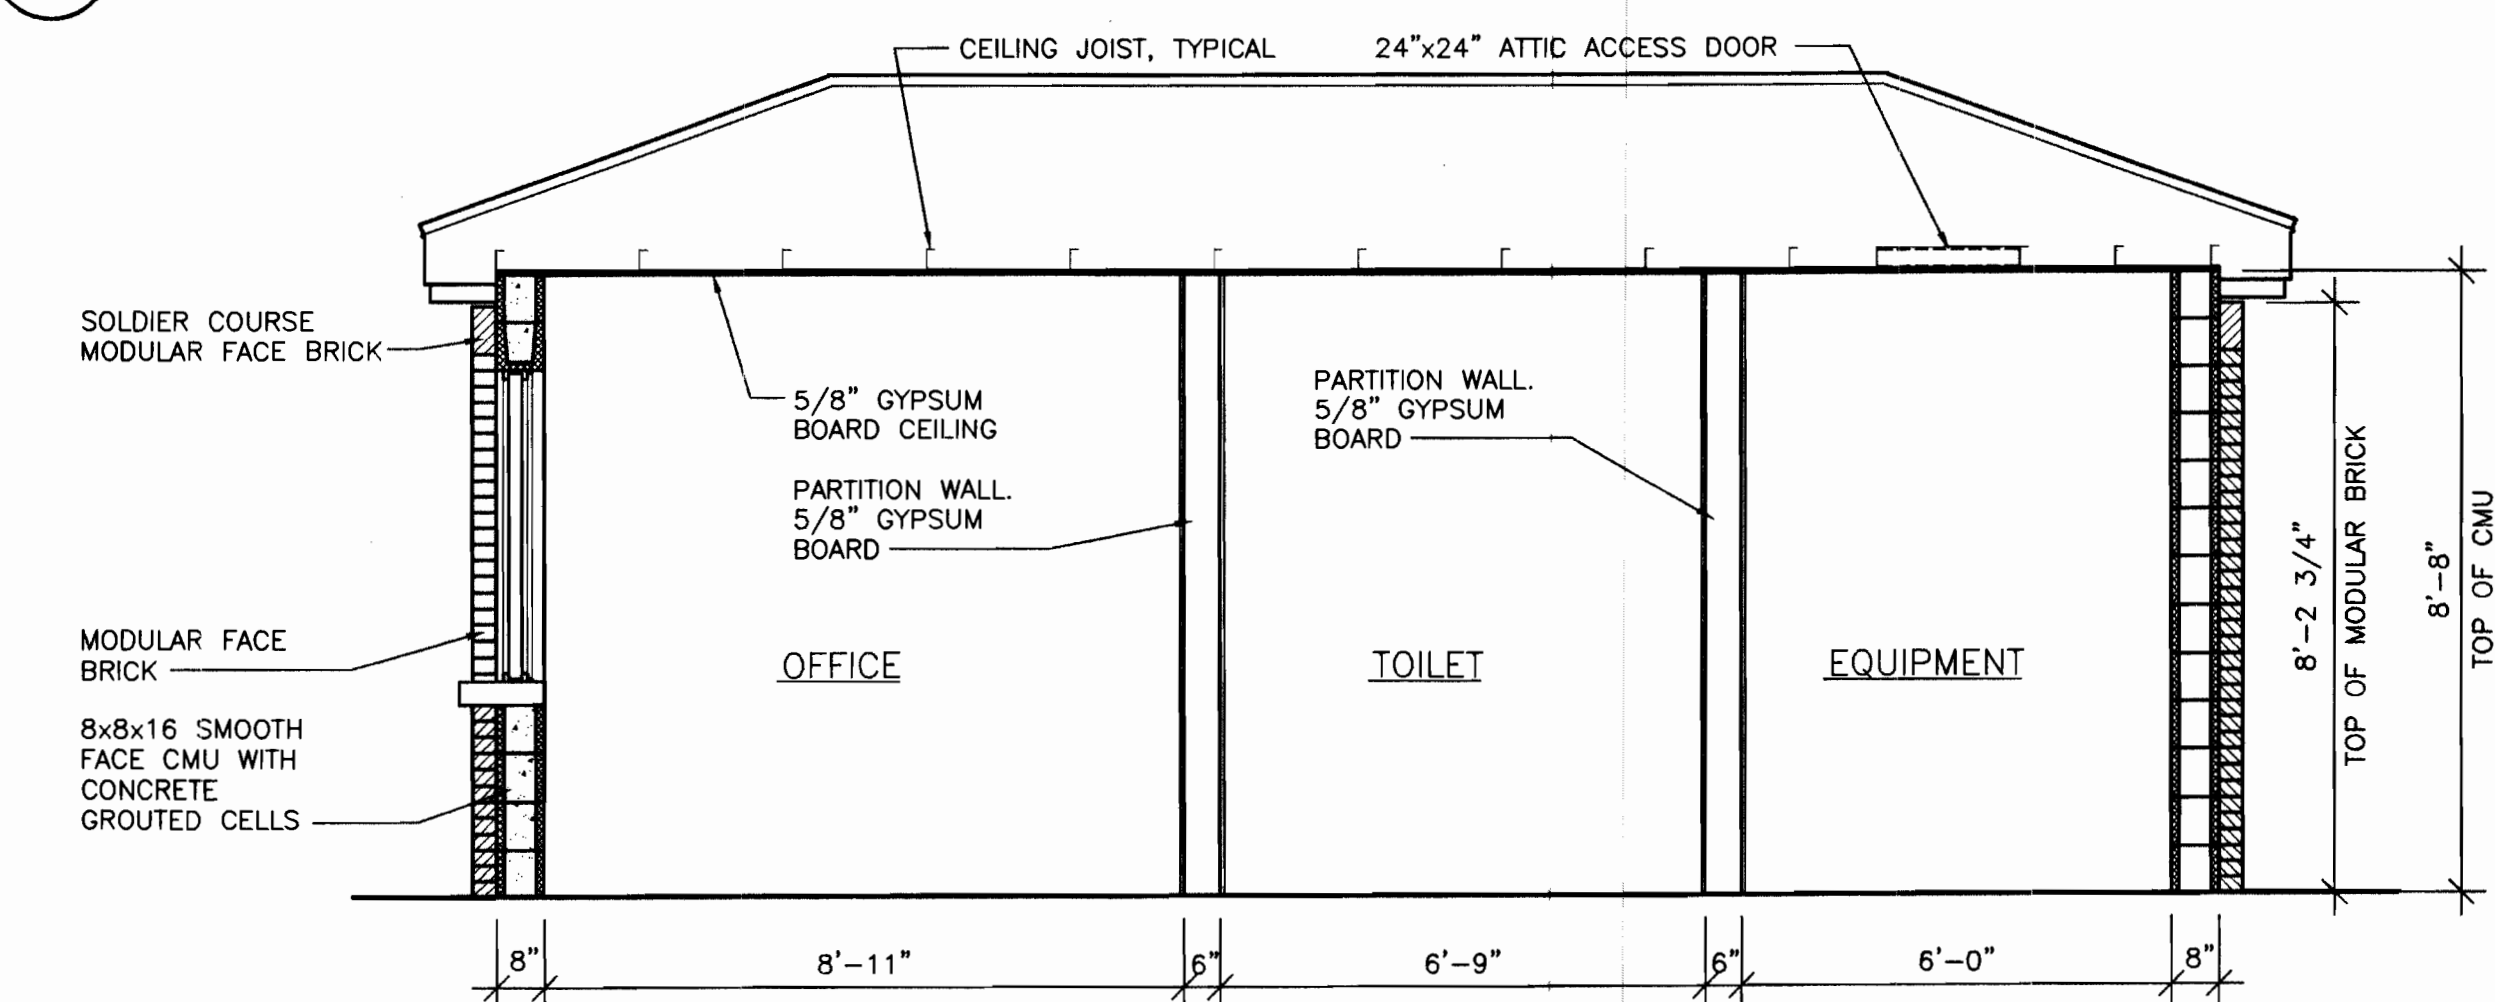 CEILING JOIST, TYPICAL
24"x24" ATTIC ACCESS DOOR
SOLDIER COURSE
MODULAR FACE BRICK
5/8" GYPSUM
BOARD CEILING
PARTITION WALL.
5/8" GYPSUM
BOARD
PARTITION WALL.
5/8" GYPSUM
BOARD
MODULAR FACE
BRICK
8x8x16 SMOOTH
FACE CMU WITH
CONCRETE
GROUTED CELLS
OFFICE
TOILET
EQUIPMENT
8'-2 3/4"
TOP OF MODULAR BRICK
8'-8"
TOP OF CMU
8"
8'-11"
6"
6'-9"
6"
6'-0"
8"